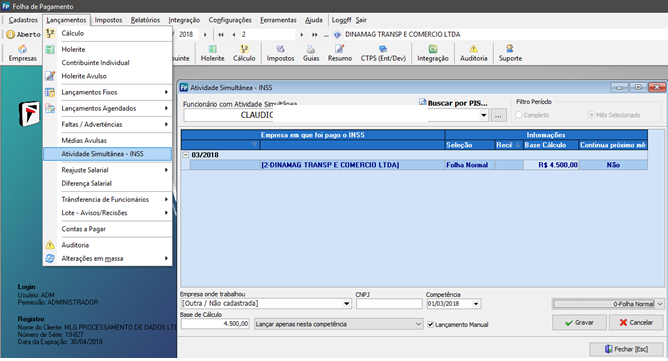 Fp Folha de Pagamento
Cadastros Lançamentos Impostos Relatórios Integração Configurações Ferramentas Ajuda Logoff Sair
Aberto 2018 2 ... DINAMAG TRANSP E COMERCIO LTDA
Empresas Holerite Cálculo Impostos Guias Resumo CTPS (Ent/Dev) Integração Auditoria Suporte
Cálculo
Holerite
Contribuinte Individual
Holerite Avulso
Lançamentos Fixos
Lançamentos Agendados
Faltas / Advertências
Médias Avulsas
Atividade Simultânea - INSS
Reajuste Salarial
Diferença Salarial
Tránsferencia de Funcionários
Lote - Avisos/Recisões
Contas a Pagar
Auditoria
Alterações em massa
Fp Atividade Simultânea - INSS
Funcionário com Atividade Simultânea Buscar por PIS...
CLAUDIC ...
Filtro Período
Completo Mês Selecionado
Empresa em que foi pago o INSS Informações
Seleção Recil Base Cálculo Continua próximo mê
03/2018
[2-DINAMAG TRANSP E COMERCIO LTDA] Folha Normal R$ 4.500,00 Não
Empresa onde trabalhou CNPJ Competência
[Outra / Não cadastrada] 01/03/2018 0-Folha Normal
Base de Cálculo
4.500,00 Lançar apenas nesta competência Lançamento Manual Gravar Cancelar
Fechar [Esc]
Login
Usuário: ADM
Permissão: ADMINISTRADOR
Registro
Nome do Cliente: MLG PROCESSAMENTO DE DADOS LT
Número de Série: 19-827
Data da Expiração: 30/04/2018